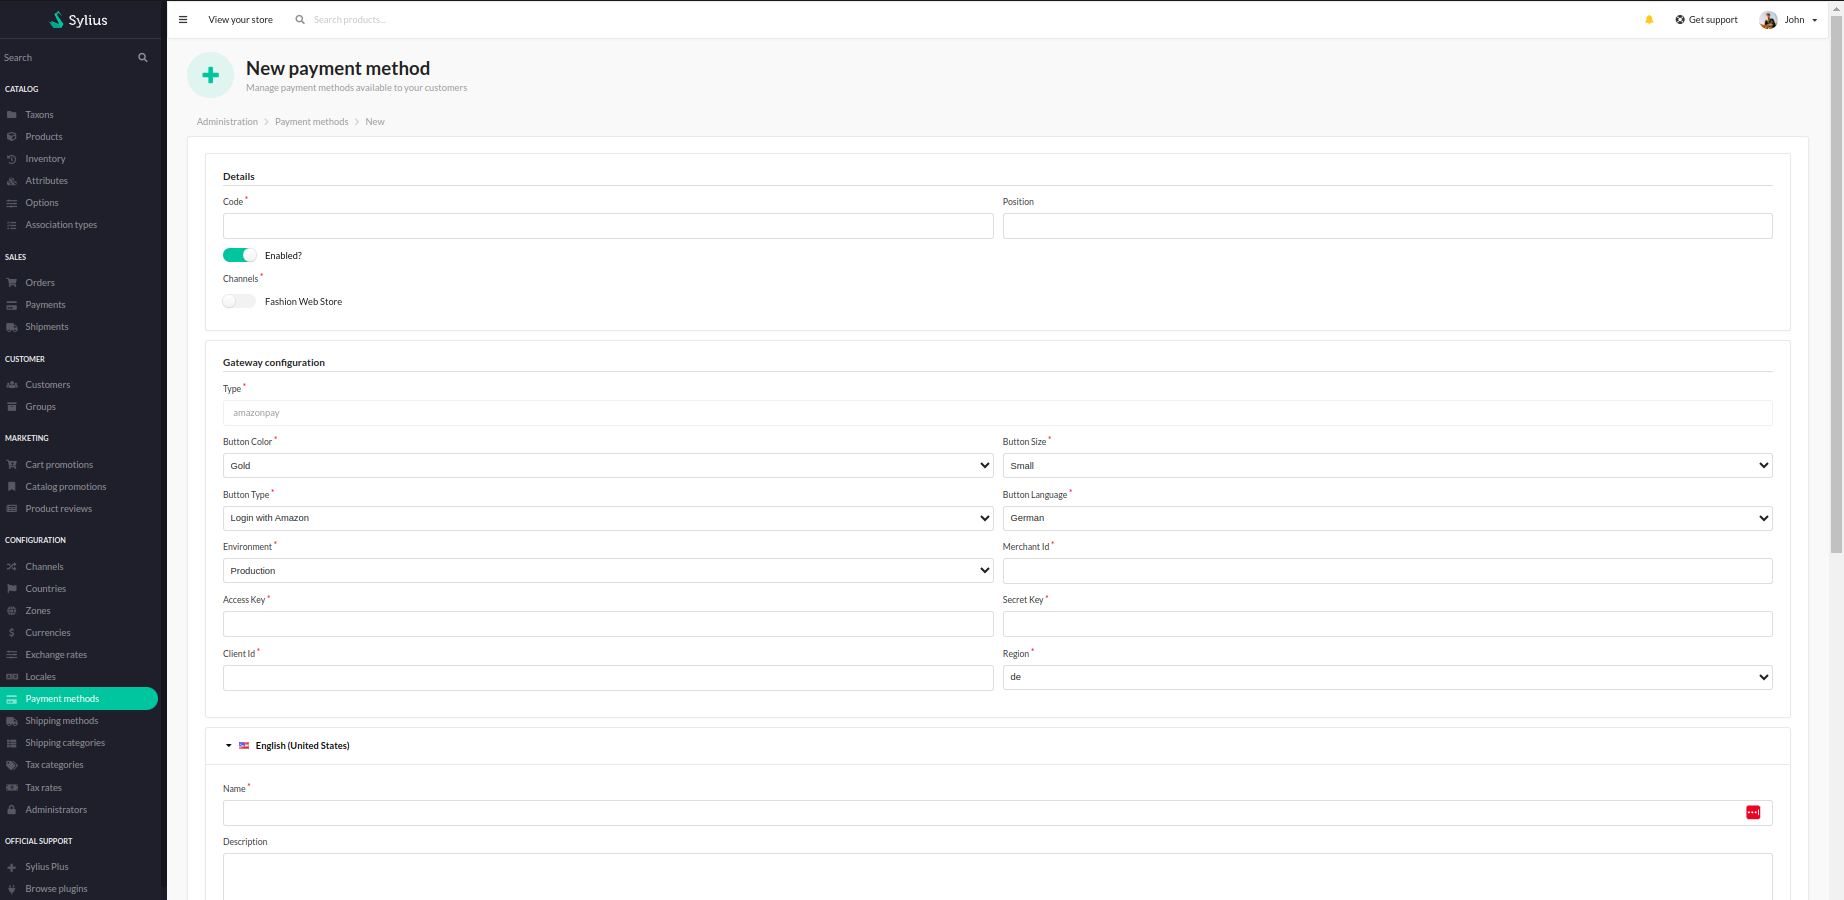 Sylius
Search
CATALOG
Taxons
Products
Inventory
Attributes
Options
Association types
SALES
Orders
Payments
Shipments
CUSTOMER
Customers
Groups
MARKETING
Cart promotions
Catalog promotions
Product reviews
CONFIGURATION
Channels
Countries
Zones
Currencies
Exchange rates
Locales
Payment methods
Shipping methods
Shipping categories
Tax categories
Tax rates
Administrators
OFFICIAL SUPPORT
Sylius Plus
Browse plugins
View your store Search products... Get support John
New payment method
Manage payment methods available to your customers
Administration > Payment methods > New
Details
Code * Position
Enabled?
Channels *
Fashion Web Store
Gateway configuration
Type *
amazonpay
Button Color * Button Size *
Gold Small
Button Type * Button Language *
Login with Amazon German
Environment * Merchant Id *
Production
Access Key * Secret Key *
Client Id * Region *
de
English (United States)
Name *
Description